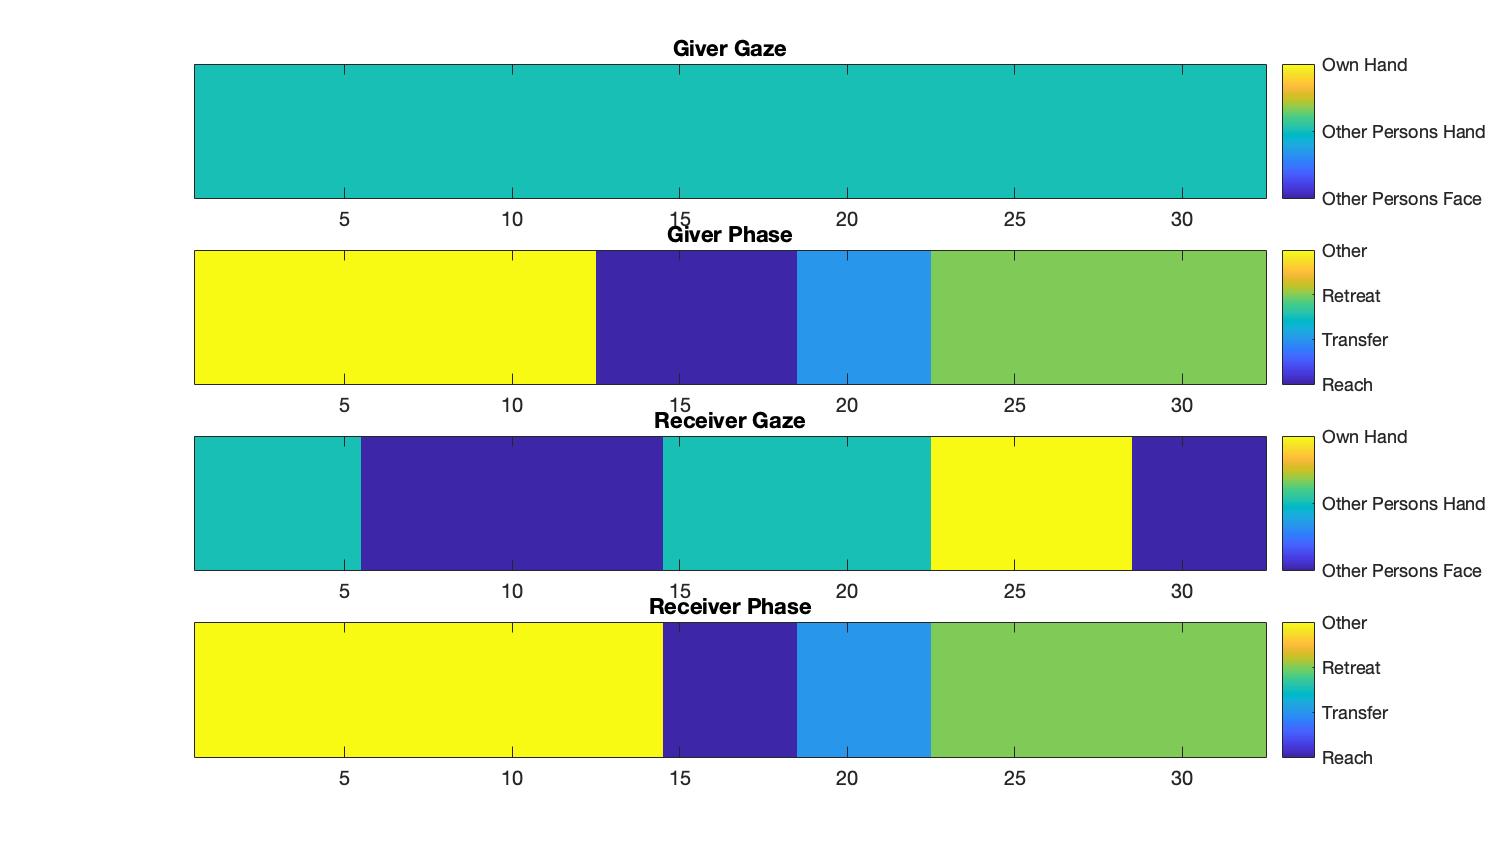 Giver Gaze
Own Hand
Other Persons Hand
Other Persons Face
5 10 15 20 25 30
Giver Phase
Other
Retreat
Transfer
Reach
5 10 15 20 25 30
Receiver Gaze
Own Hand
Other Persons Hand
Other Persons Face
5 10 15 20 25 30
Receiver Phase
Other
Retreat
Transfer
Reach
5 10 15 20 25 30